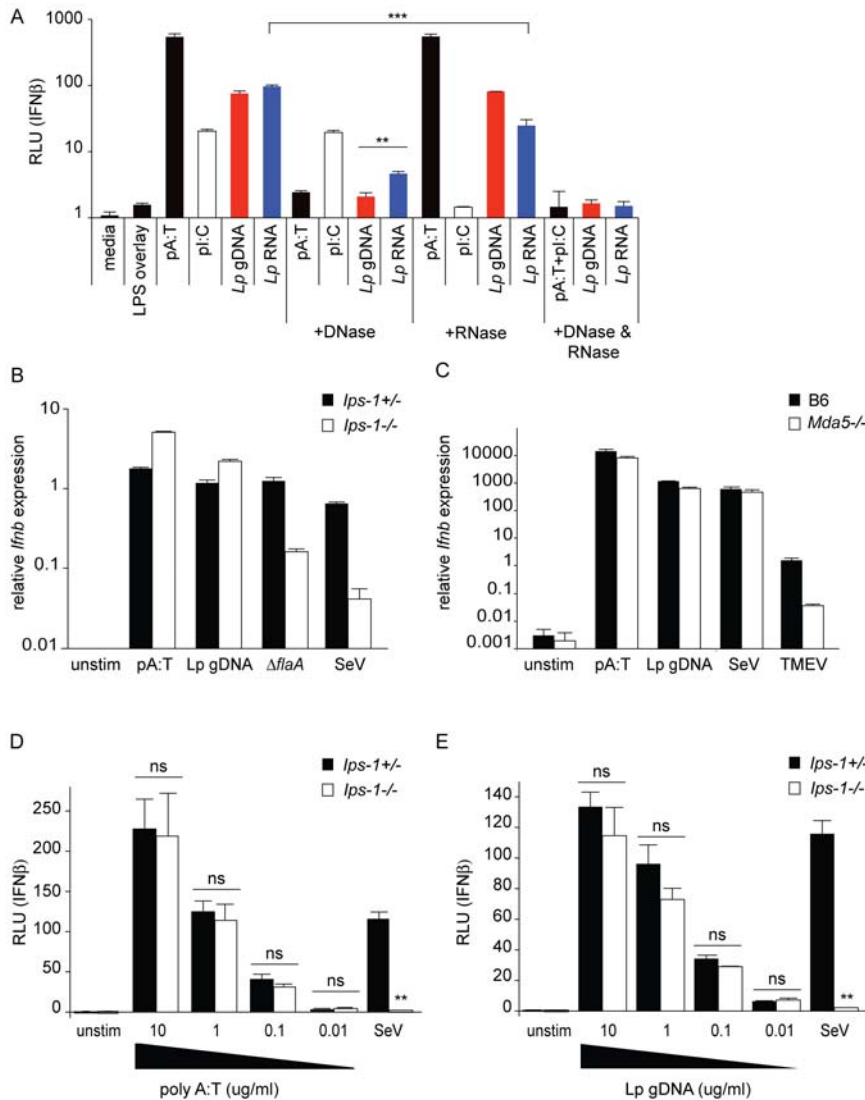 A
***
1000
100
10
1
RLU (IFNβ)
**
media
LPS overlay
pA:T
pI:C
Lp gDNA
Lp RNA
pA:T
pI:C
Lp gDNA
Lp RNA
pA:T
pI:C
Lp gDNA
Lp RNA
pA:T+pI:C
Lp gDNA
Lp RNA
+DNase
+RNase
+DNase &
RNase
B
Ips-1+/-
Ips-1-/-
10
1
0.1
0.01
relative Ifnb expression
unstim pA:T Lp gDNA ΔflaA SeV
C
B6
Mda5-/-
10000
1000
100
10
1
0.1
0.01
0.001
relative Ifnb expression
unstim pA:T Lp gDNA SeV TMEV
D
Ips-1+/-
Ips-1-/-
ns
ns
ns
ns
**
250
200
150
100
50
0
RLU (IFNβ)
unstim 10 1 0.1 0.01 SeV
poly A:T (ug/ml)
E
Ips-1+/-
Ips-1-/-
ns
ns
ns
ns
**
140
120
100
80
60
40
20
0
RLU (IFNβ)
unstim 10 1 0.1 0.01 SeV
Lp gDNA (ug/ml)